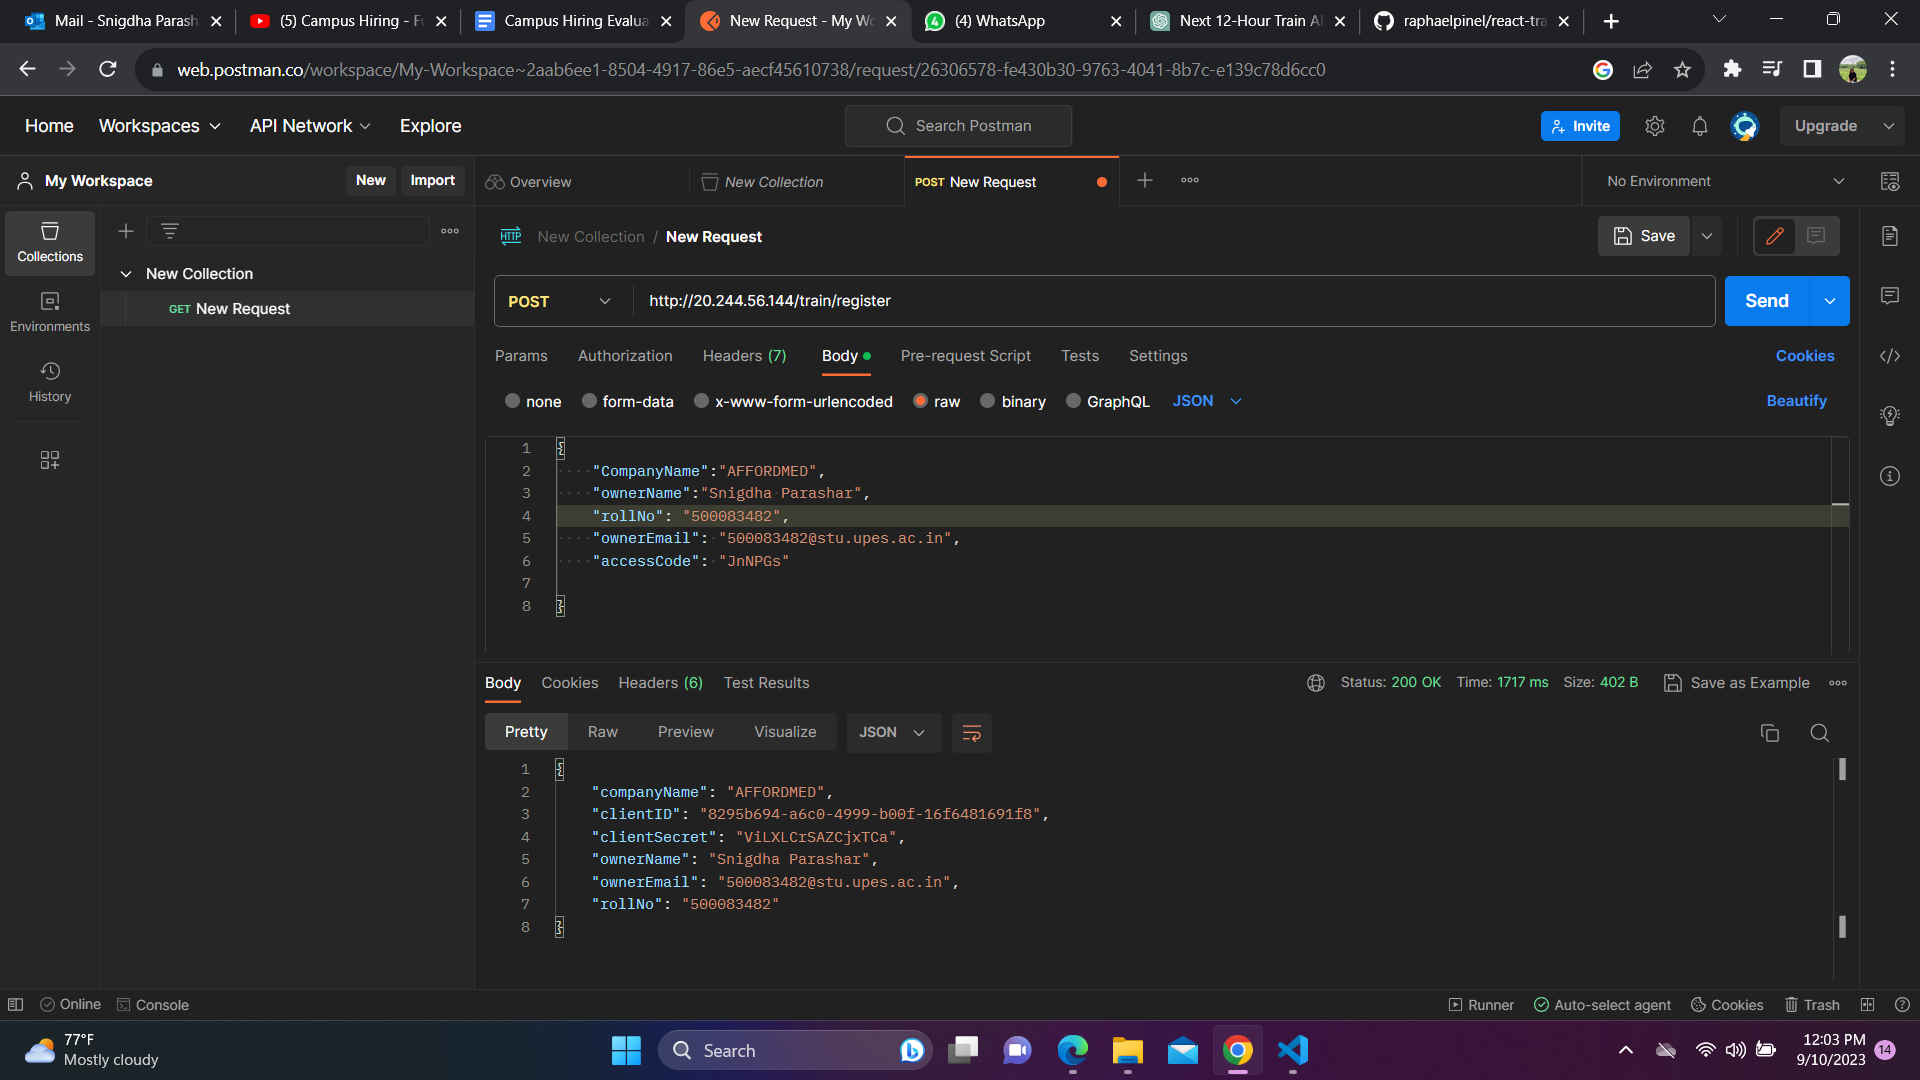 Mail - Snigdha Parash
(5) Campus Hiring - Fu
Campus Hiring Evalua
New Request - My Wo
(4) WhatsApp
Next 12-Hour Train AP
raphaelpinel/react-tra
web.postman.co/workspace/My-Workspace~2aab6ee1-8504-4917-86e5-aecf45610738/request/26306578-fe430b30-9763-4041-8b7c-e139c78d6cc0
Home Workspaces API Network Explore
Search Postman
Invite
Upgrade
My Workspace
New Import
Overview
New Collection
POST New Request
No Environment
Collections
Environments
History
New Collection
GET New Request
HTTP New Collection / New Request
Save
POST http://20.244.56.144/train/register
Send
Params Authorization Headers (7) Body Pre-request Script Tests Settings
Cookies
none form-data x-www-form-urlencoded raw binary GraphQL JSON
Beautify
1 {
2 "CompanyName":"AFFORDMED",
3 "ownerName":"Snigdha Parashar",
4 "rollNo": "500083482",
5 "ownerEmail": "500083482@stu.upes.ac.in",
6 "accessCode": "JnNPGs"
7
8 }
Body Cookies Headers (6) Test Results
Status: 200 OK Time: 1717 ms Size: 402 B
Save as Example
Pretty Raw Preview Visualize JSON
1 {
2 "companyName": "AFFORDMED",
3 "clientID": "8295b694-a6c0-4999-b00f-16f6481691f8",
4 "clientSecret": "ViLXLCrSAZCjxTCa",
5 "ownerName": "Snigdha Parashar",
6 "ownerEmail": "500083482@stu.upes.ac.in",
7 "rollNo": "500083482"
8 }
Online Console
Runner Auto-select agent Cookies Trash
77°F
Mostly cloudy
Search
12:03 PM
9/10/2023
14